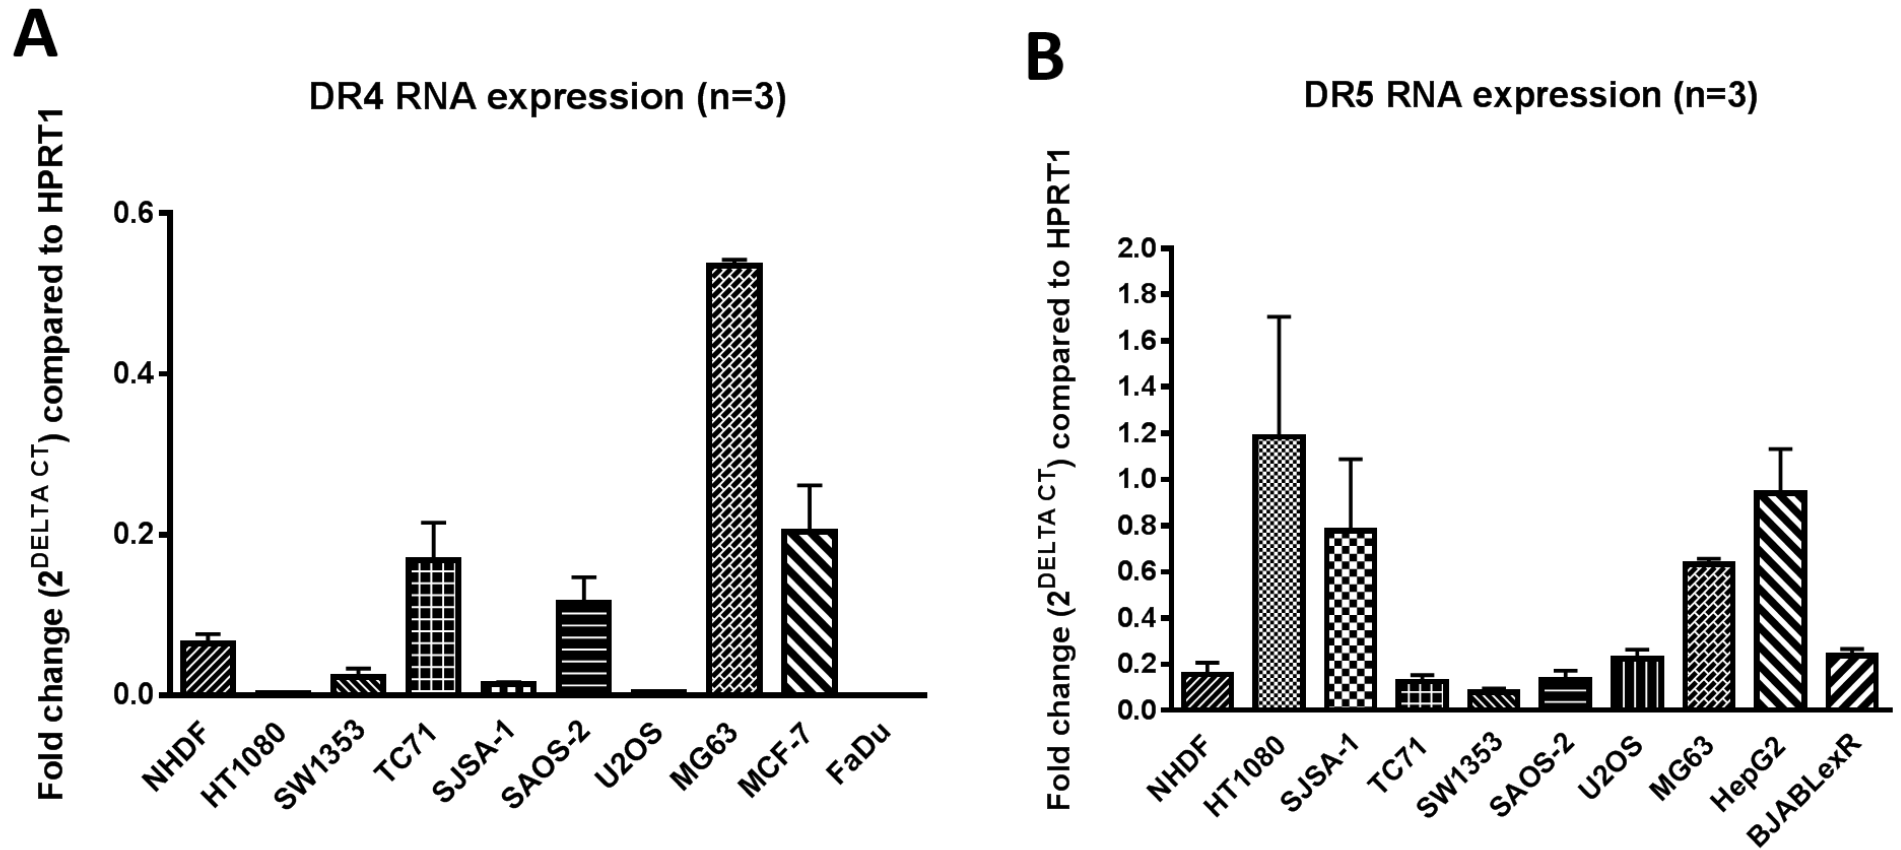 A
DR4 RNA expression (n=3)
Fold change (2^DELTA CT) compared to HPRT1
0.6
0.4
0.2
0.0
NHDF
HT1080
SW1353
TC71
SJSA-1
SAOS-2
U2OS
MG63
MCF-7
FaDu
B
DR5 RNA expression (n=3)
Fold change (2^DELTA CT) compared to HPRT1
2.0
1.8
1.6
1.4
1.2
1.0
0.8
0.6
0.4
0.2
0.0
NHDF
HT1080
SJSA-1
TC71
SW1353
SAOS-2
U2OS
MG63
HepG2
BJABLexR